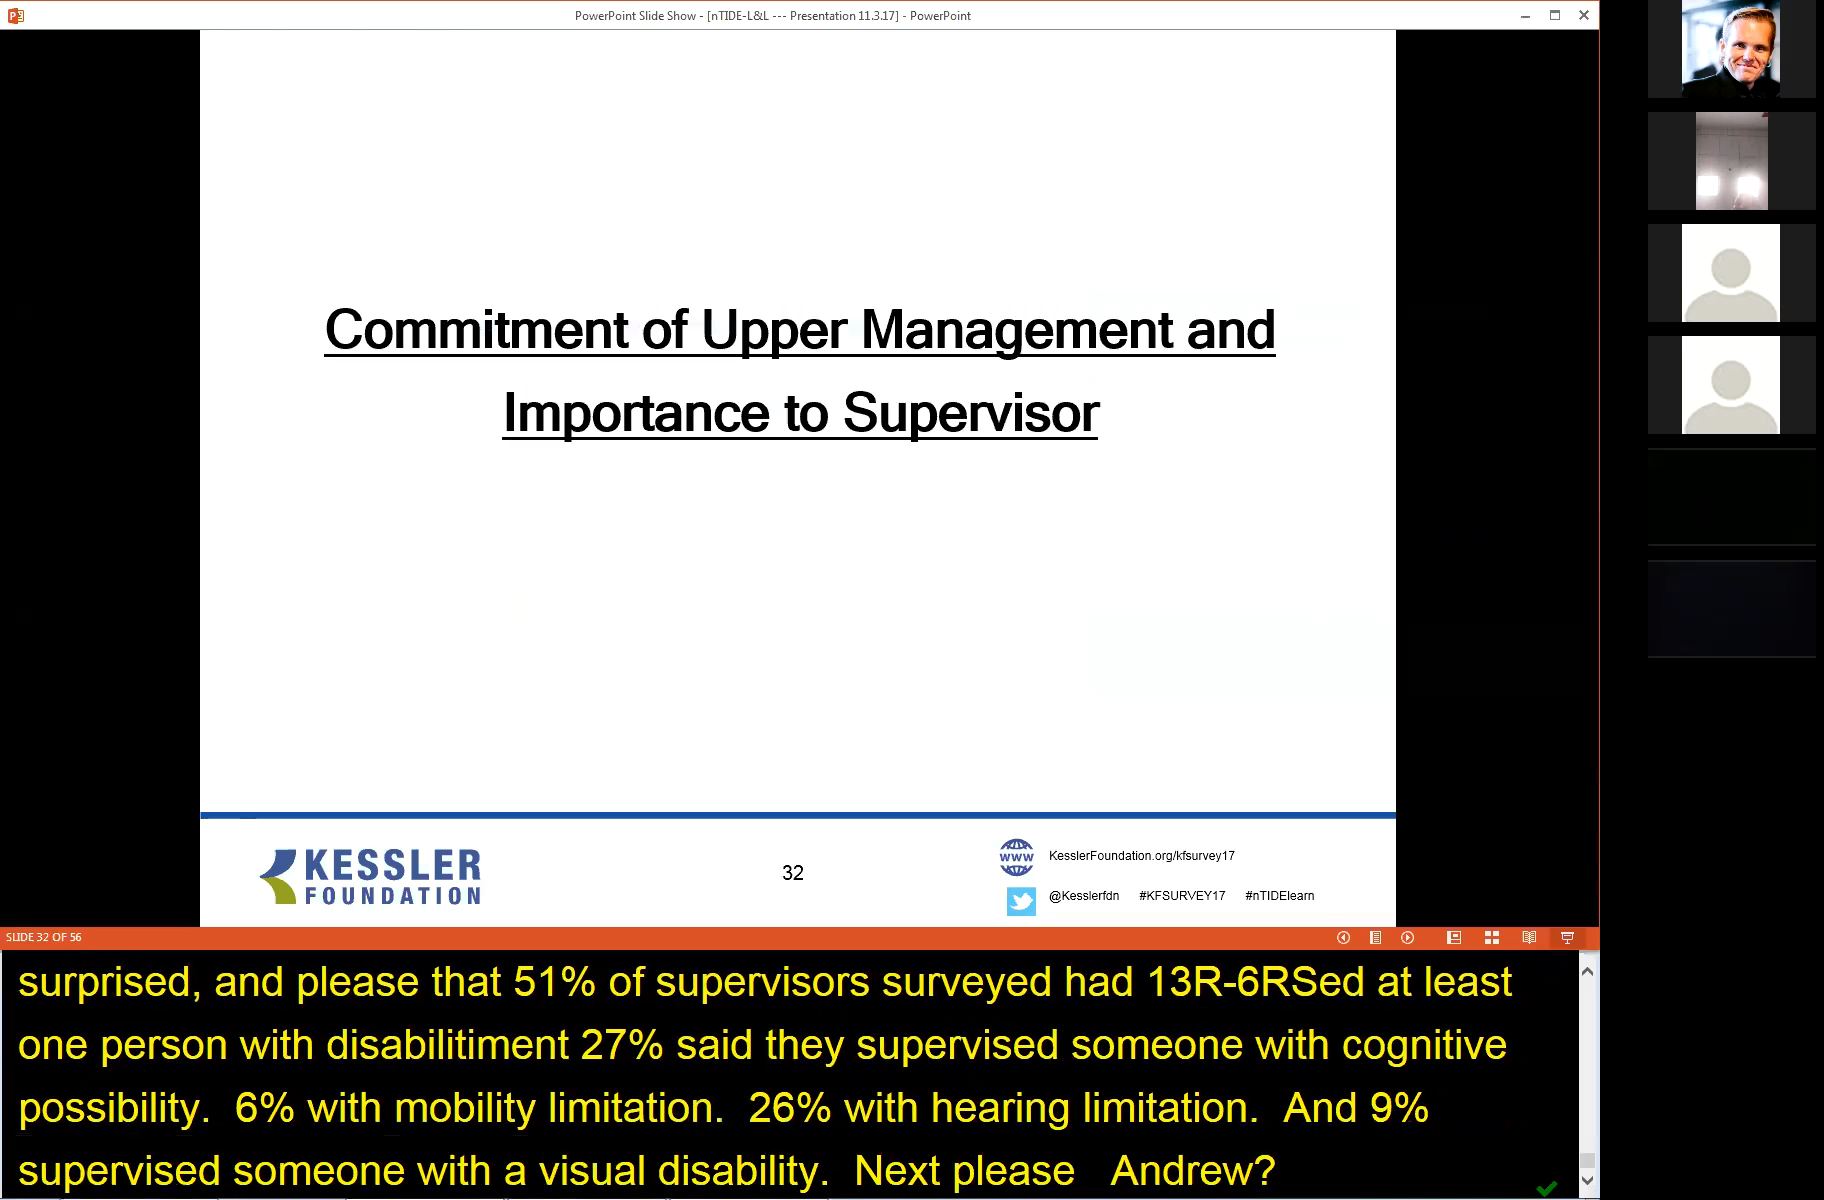 PowerPoint Slide Show - [nTIDE-L&L --- Presentation 11.3.17] - PowerPoint
Commitment of Upper Management and
Importance to Supervisor
KESSLER
FOUNDATION
32
WWW
KesslerFoundation.org/kfsurvey17
@Kesslerfdn #KFSURVEY17 #nTIDElearn
SLIDE 32 OF 56
surprised, and please that 51% of supervisors surveyed had 13R-6RSed at least
one person with disabilitiment 27% said they supervised someone with cognitive
possibility. 6% with mobility limitation. 26% with hearing limitation. And 9%
supervised someone with a visual disability. Next please Andrew?